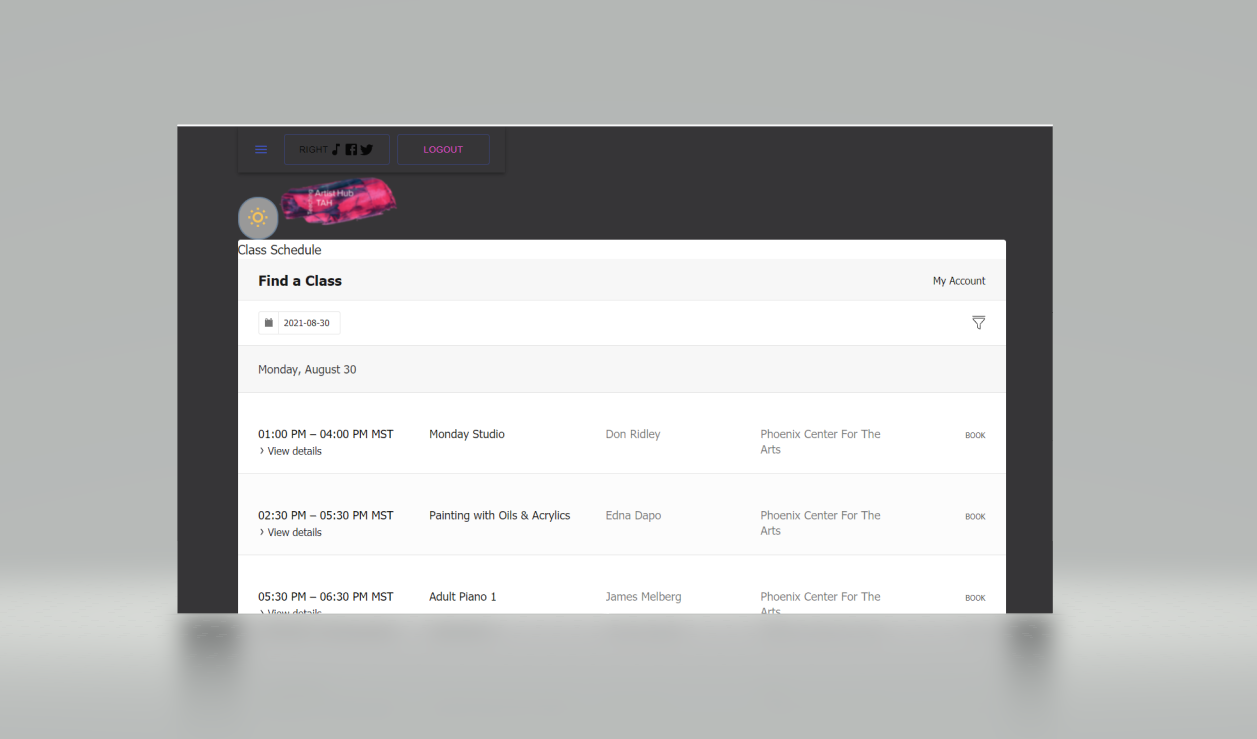 RIGHT
LOGOUT
Artist Hub
TAH
Class Schedule
Find a Class
My Account
2021-08-30
Monday, August 30
01:00 PM – 04:00 PM MST
Monday Studio
Don Ridley
Phoenix Center For The
Arts
BOOK
› View details
02:30 PM – 05:30 PM MST
Painting with Oils & Acrylics
Edna Dapo
Phoenix Center For The
Arts
BOOK
› View details
05:30 PM – 06:30 PM MST
Adult Piano 1
James Melberg
Phoenix Center For The
Arts
BOOK
› View details